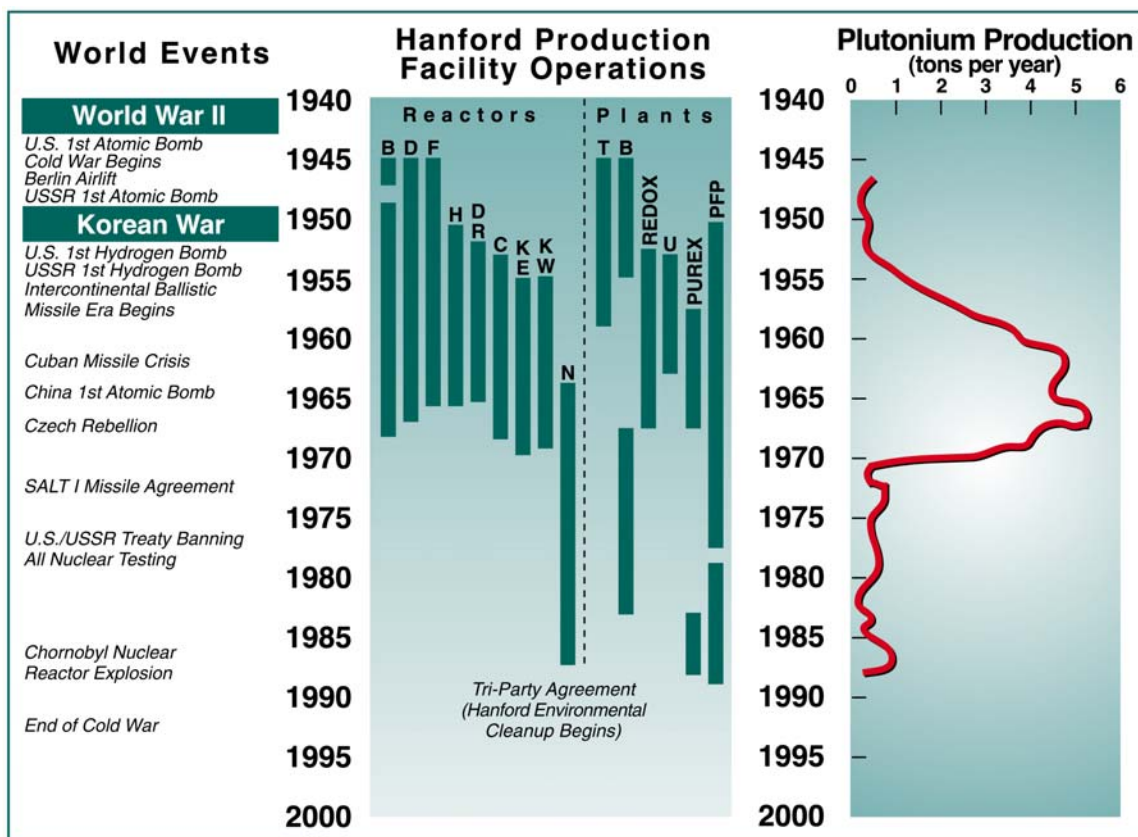 World Events
World War II
U.S. 1st Atomic Bomb
Cold War Begins
Berlin Airlift
USSR 1st Atomic Bomb
Korean War
U.S. 1st Hydrogen Bomb
USSR 1st Hydrogen Bomb
Intercontinental Ballistic
Missile Era Begins
Cuban Missile Crisis
China 1st Atomic Bomb
Czech Rebellion
SALT I Missile Agreement
U.S./USSR Treaty Banning
All Nuclear Testing
Chornobyl Nuclear
Reactor Explosion
End of Cold War
Hanford Production
Facility Operations
1940
1945
1950
1955
1960
1965
1970
1975
1980
1985
1990
1995
2000
Reactors
B D F
H
D
R
C
K
E
K
W
N
Plants
T B
REDOX
U
PUREX
PFP
Tri-Party Agreement
(Hanford Environmental
Cleanup Begins)
Plutonium Production
(tons per year)
0 1 2 3 4 5 6
1940
1945
1950
1955
1960
1965
1970
1975
1980
1985
1990
1995
2000